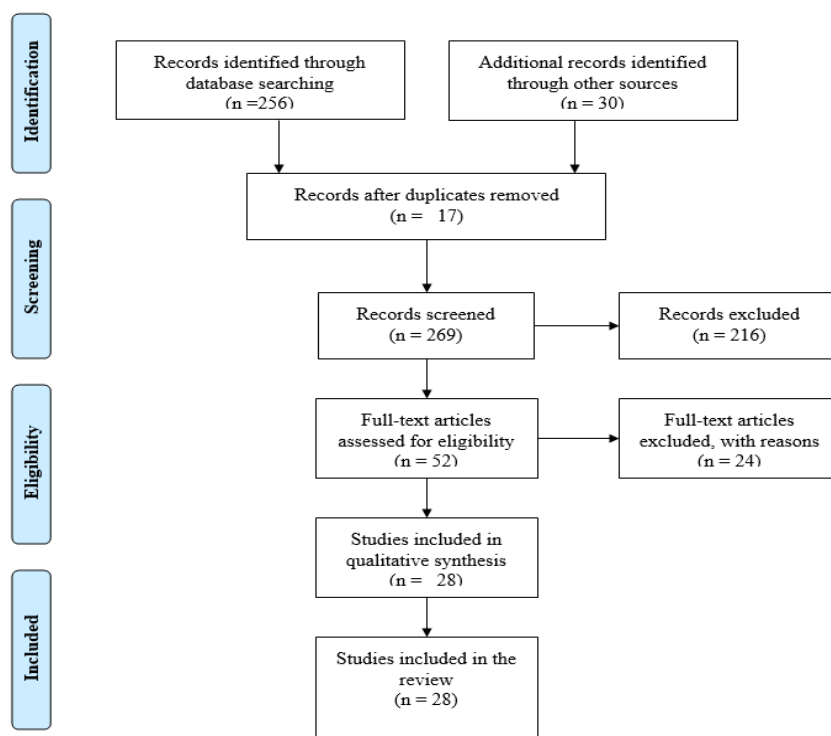 Identification
Records identified through
database searching
(n =256)
Additional records identified
through other sources
(n = 30)
Records after duplicates removed
(n =   17)
Screening
Records screened
(n = 269)
Records excluded
(n = 216)
Eligibility
Full-text articles
assessed for eligibility
(n = 52)
Full-text articles
excluded, with reasons
(n = 24)
Studies included in
qualitative synthesis
(n =   28)
Included
Studies included in the
review
(n = 28)